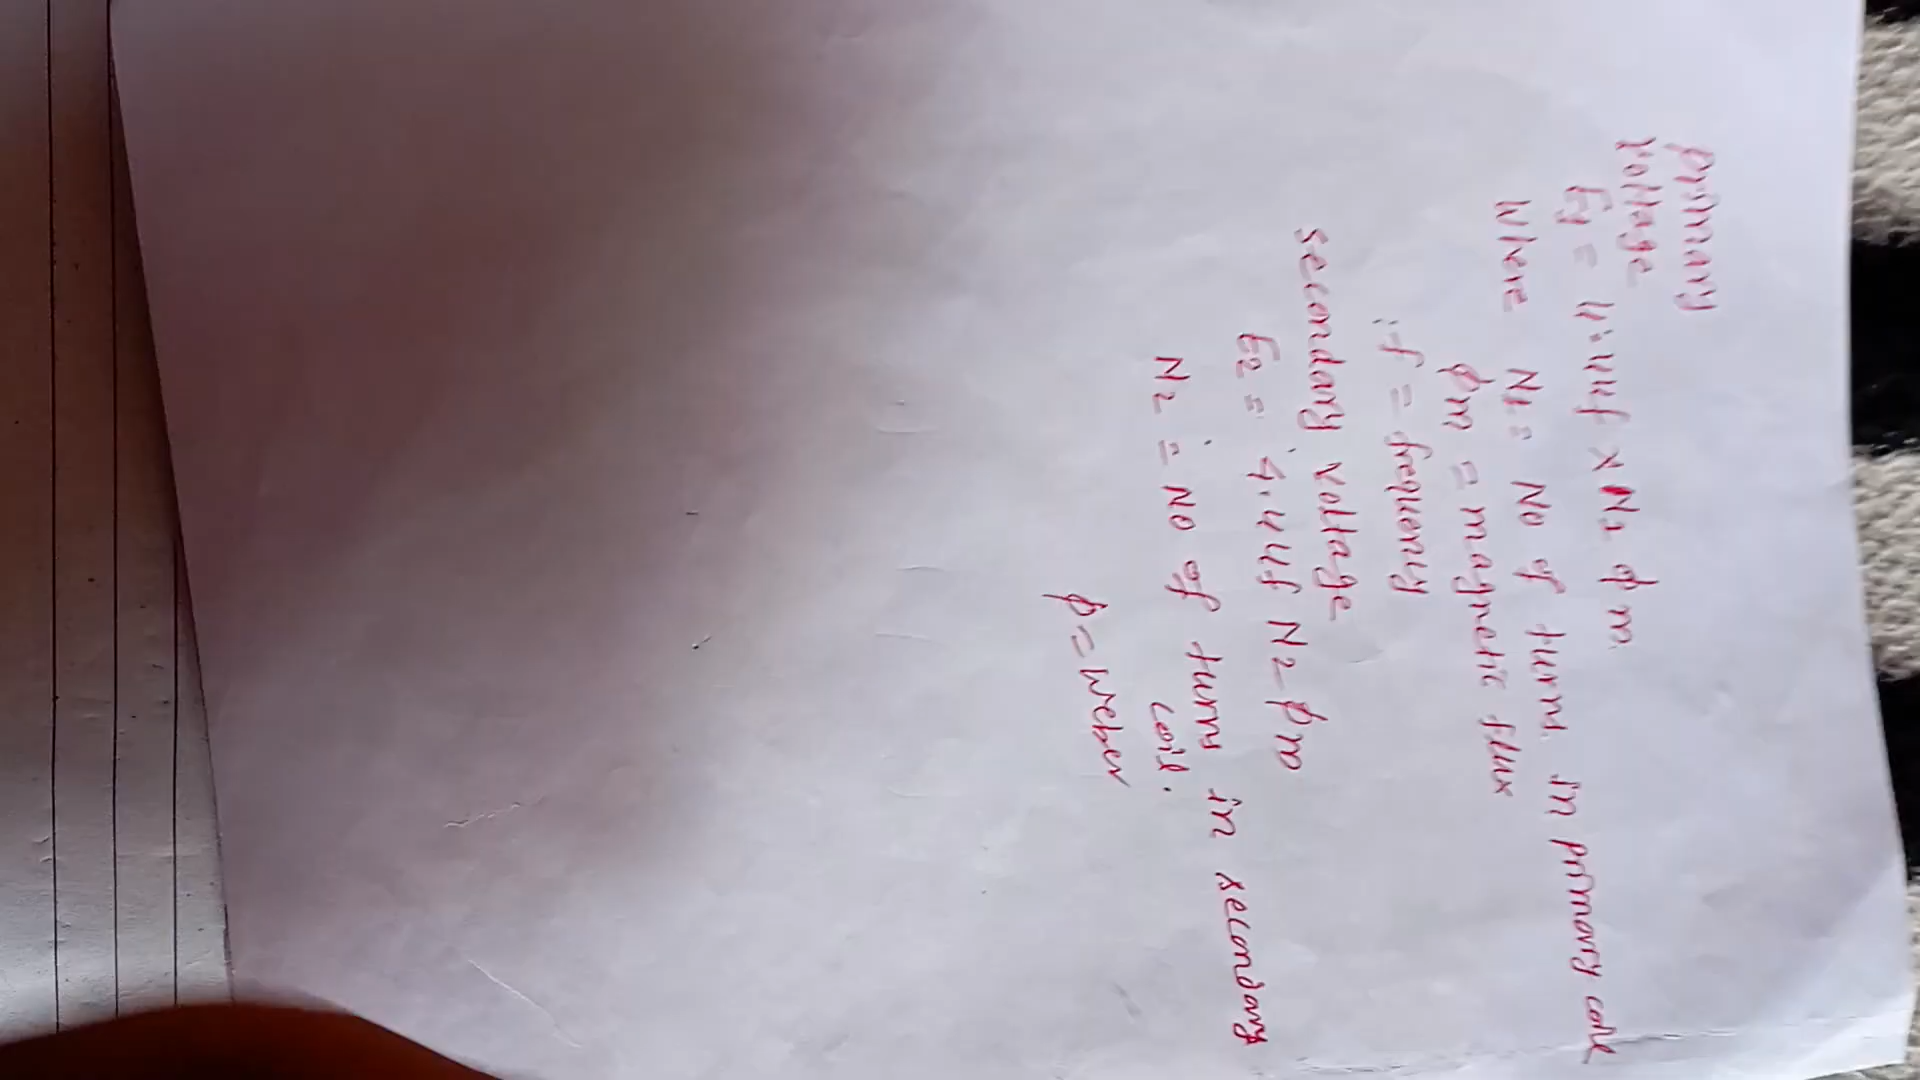 primary
voltage
E1 = 4.44f x N1 φm
Where N1 = No of turns in primary coil
φm = magnetic flux
f = frequency
secondary voltage
E2 = 4.44f N2 φm
N2 = No of turns in secondary
coil.
φ = Weber